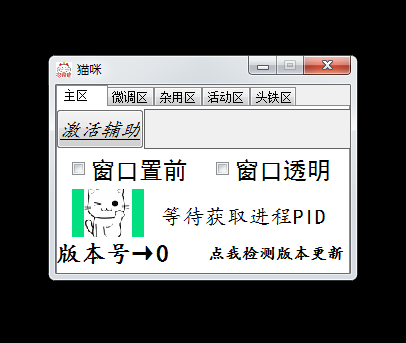 猫咪
主区 微调区 杂用区 活动区 头铁区
激活辅助
窗口置前 窗口透明
等待获取进程PID
版本号→0 点我检测版本更新